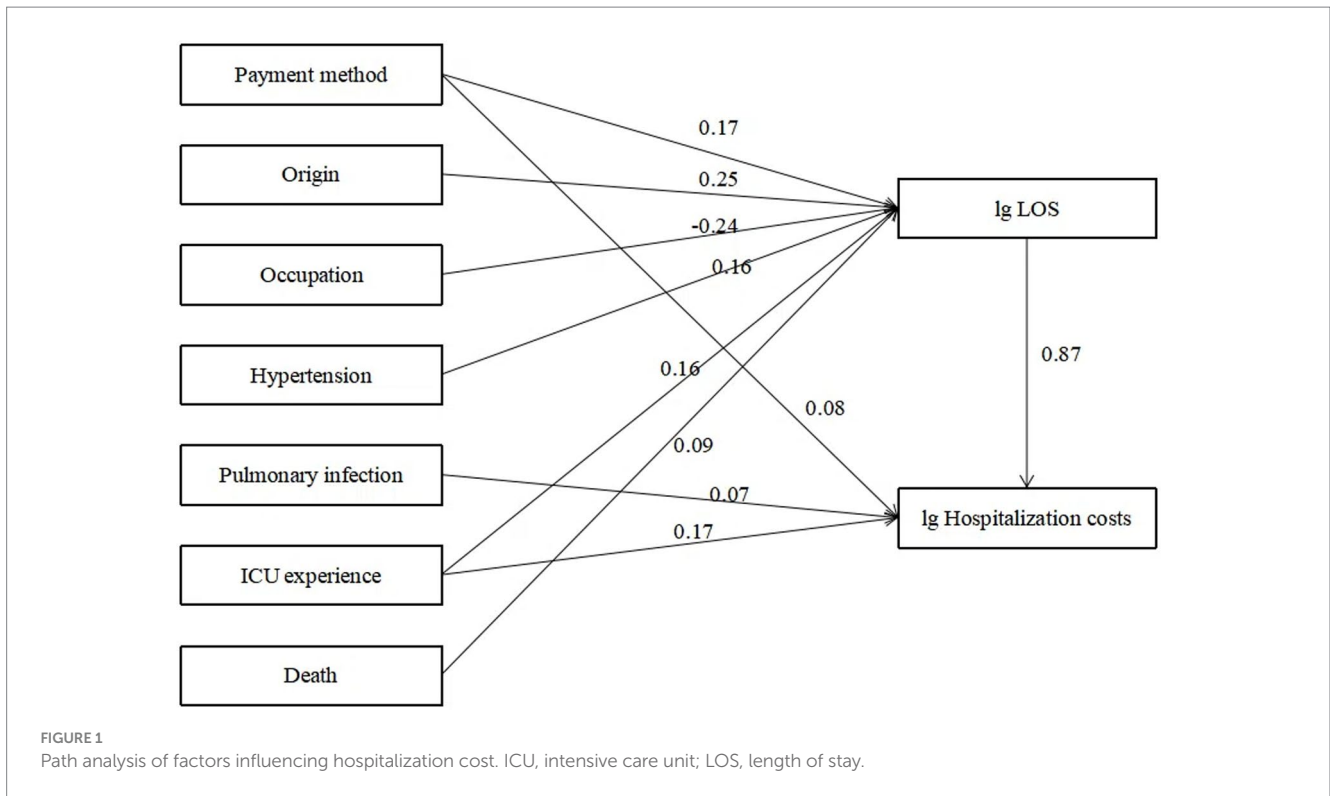 Payment method
0.17
Origin
0.25
lg LOS
-0.24
Occupation
0.16
0.87
Hypertension
0.16
0.08
0.09
Pulmonary infection
0.07
lg Hospitalization costs
0.17
ICU experience
Death
FIGURE 1
Path analysis of factors influencing hospitalization cost. ICU, intensive care unit; LOS, length of stay.